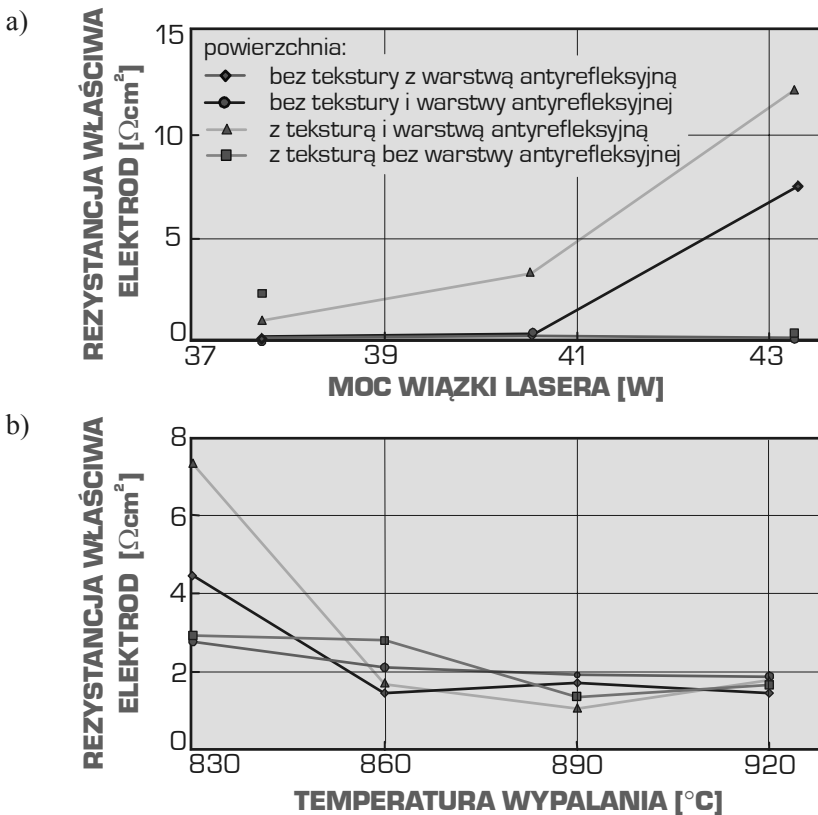 a)
REZYSTANCJA WŁAŚCIWA
ELEKTROD [Ωcm²]
15
10
5
0
powierzchnia:
bez tekstury z warstwą antyrefleksyjną
bez tekstury i warstwy antyrefleksyjnej
z teksturą i warstwą antyrefleksyjną
z teksturą bez warstwy antyrefleksyjnej
37 39 41 43
MOC WIĄZKI LASERA [W]
b)
REZYSTANCJA WŁAŚCIWA
ELEKTROD [Ωcm²]
8
6
4
2
0
830 860 890 920
TEMPERATURA WYPALANIA [°C]